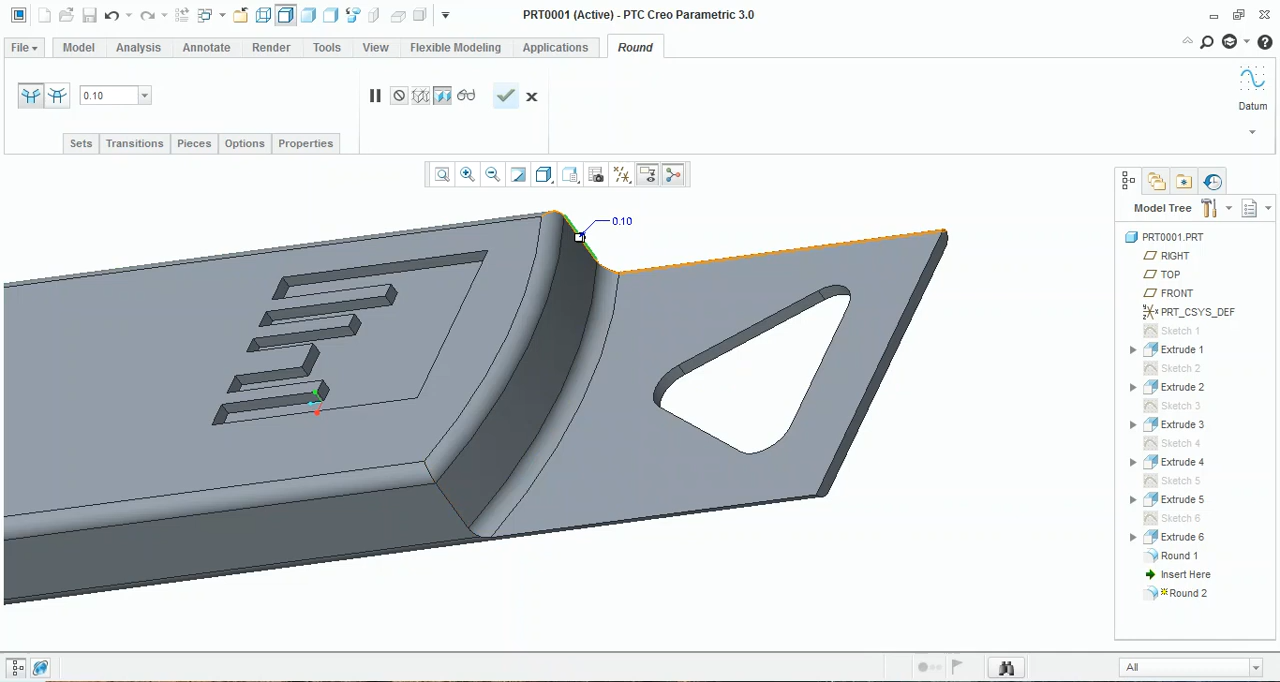 PRT0001 (Active) - PTC Creo Parametric 3.0
File Model Analysis Annotate Render Tools View Flexible Modeling Applications Round
0.10
Datum
Sets Transitions Pieces Options Properties
0.10
Model Tree
PRT0001.PRT
RIGHT
TOP
FRONT
PRT_CSYS_DEF
Sketch 1
Extrude 1
Sketch 2
Extrude 2
Sketch 3
Extrude 3
Sketch 4
Extrude 4
Sketch 5
Extrude 5
Sketch 6
Extrude 6
Round 1
Insert Here
Round 2
All